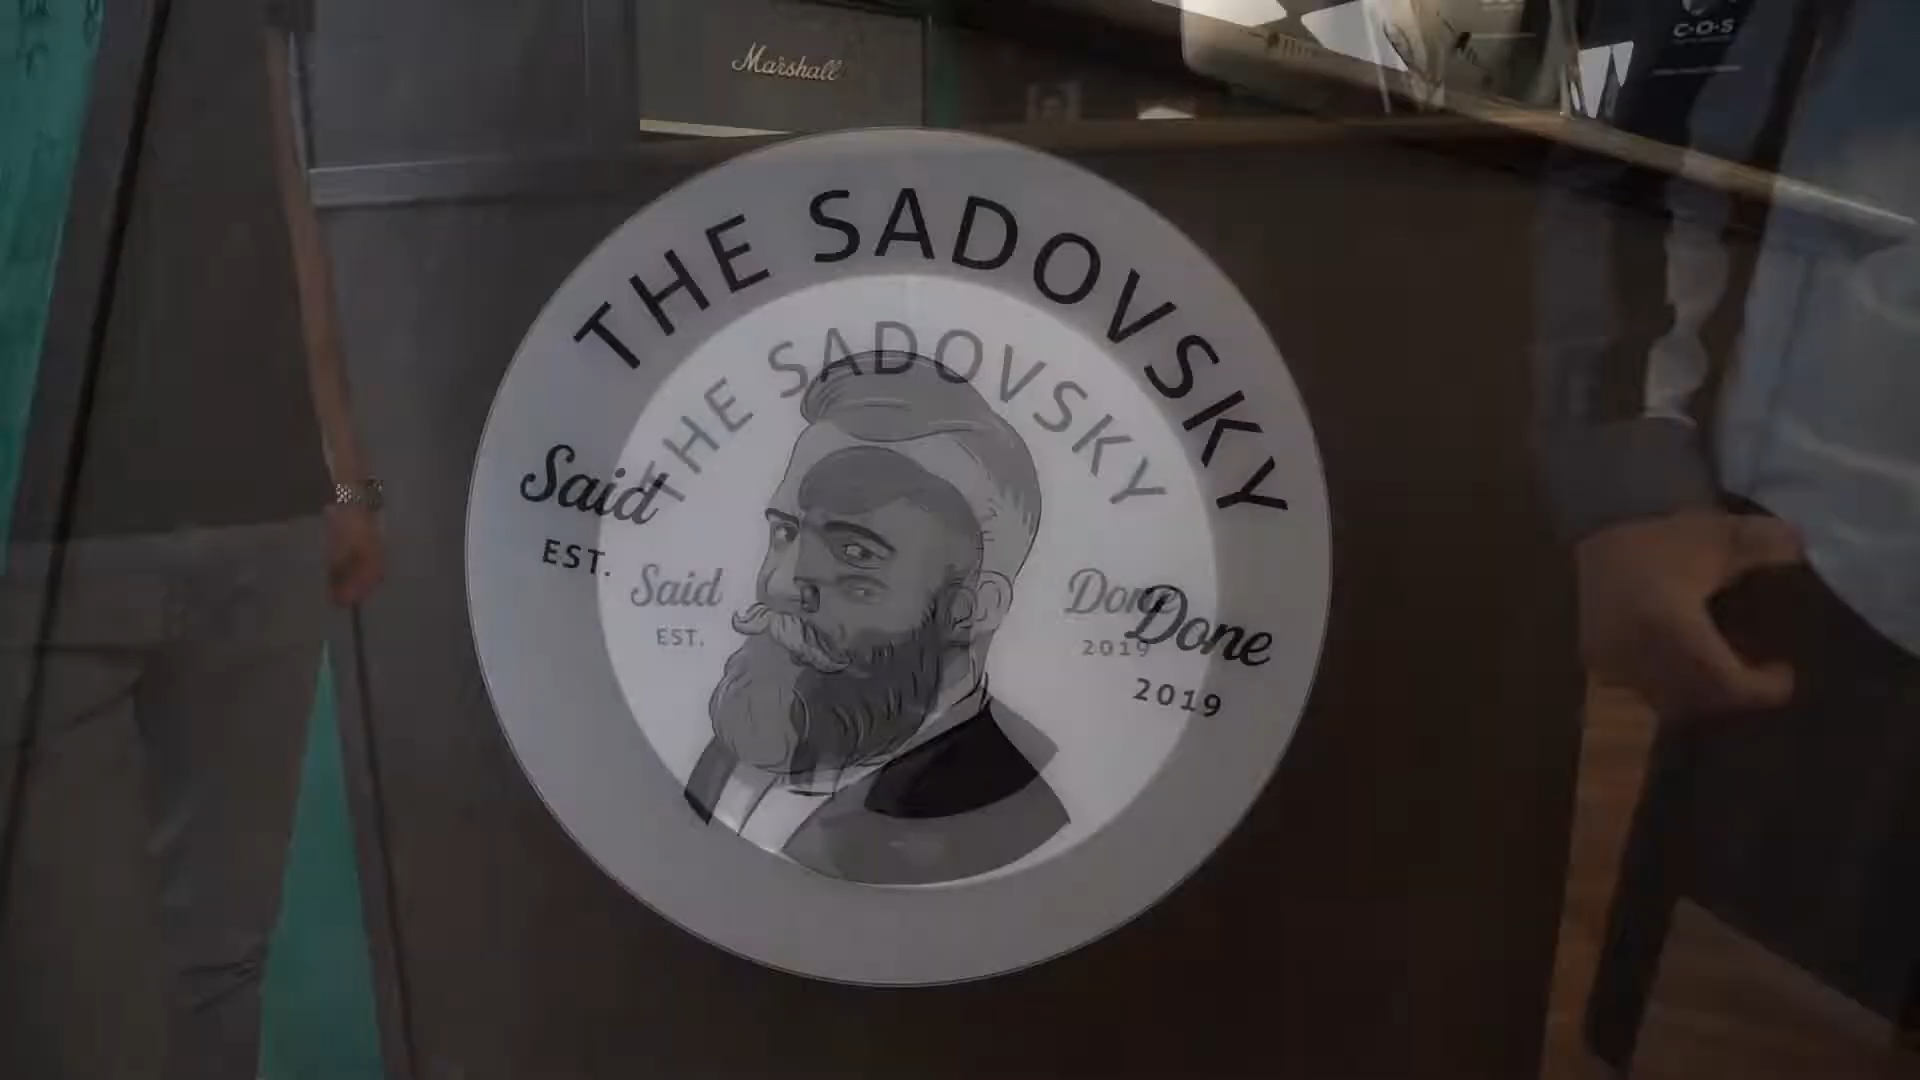 Marshall
C·O·S
THE SADOVSKY
Said
EST.
Done
2019
THE SADOVSKY
Said
EST.
Done
2019